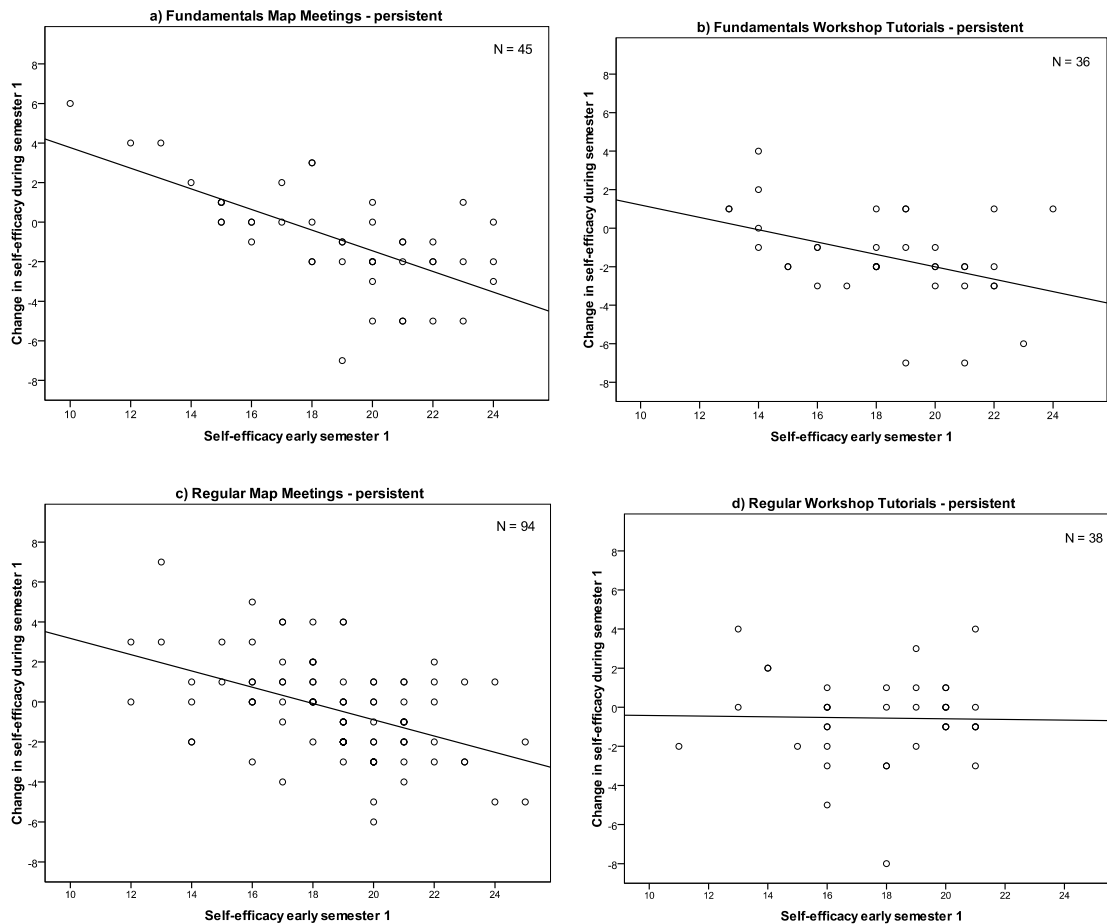 a) Fundamentals Map Meetings - persistent
N = 45
Change in self-efficacy during semester 1
8
6
4
2
0
-2
-4
-6
-8
10 12 14 16 18 20 22 24
Self-efficacy early semester 1
b) Fundamentals Workshop Tutorials - persistent
N = 36
Change in self-efficacy during semester 1
8
6
4
2
0
-2
-4
-6
-8
10 12 14 16 18 20 22 24
Self-efficacy early semester 1
c) Regular Map Meetings - persistent
N = 94
Change in self-efficacy during semester 1
8
6
4
2
0
-2
-4
-6
-8
10 12 14 16 18 20 22 24
Self-efficacy early semester 1
d) Regular Workshop Tutorials - persistent
N = 38
Change in self-efficacy during semester 1
8
6
4
2
0
-2
-4
-6
-8
10 12 14 16 18 20 22 24
Self-efficacy early semester 1